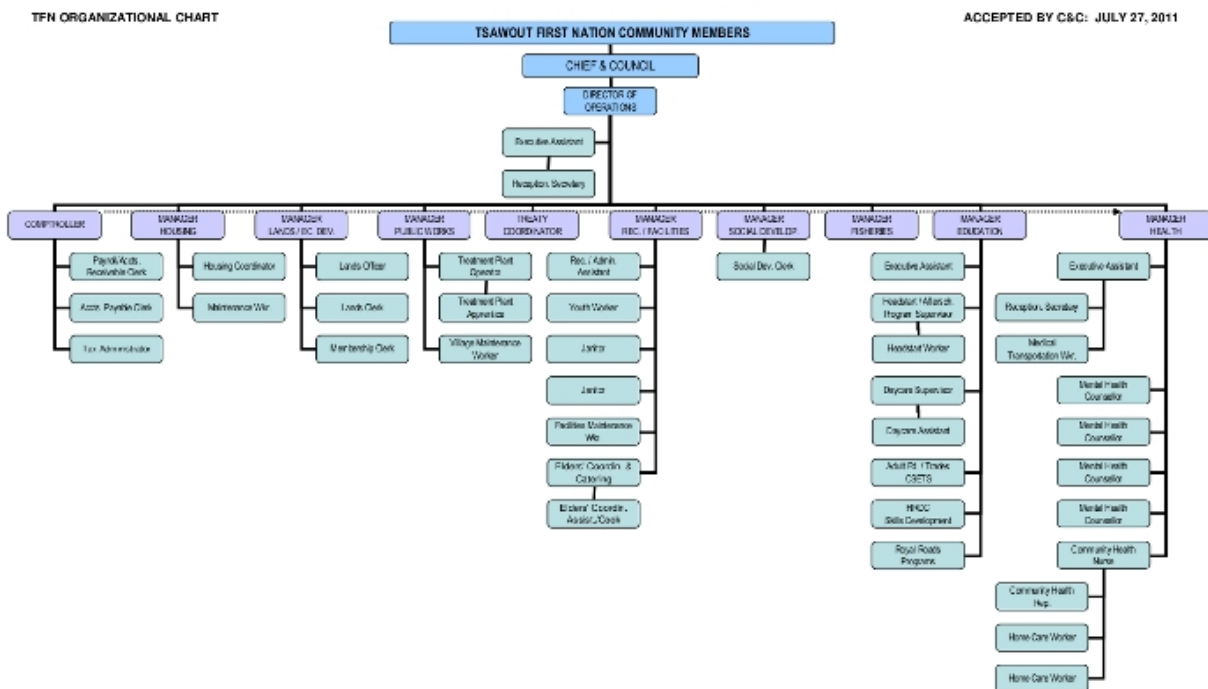 TFN ORGANIZATIONAL CHART
ACCEPTED BY C&C: JULY 27, 2011
TSAWOUT FIRST NATION COMMUNITY MEMBERS
CHIEF & COUNCIL
DIRECTOR OF
OPERATIONS
Executive Assistant
Reception. Secretary
COMPTROLLER
MANAGER
HOUSING
MANAGER
LANDS / EC. DEV.
MANAGER
PUBLIC WORKS
TREATY
COORDINATOR
MANAGER
REC. / FACILITIES
MANAGER
SOCIAL DEVELOP.
MANAGER
FISHERIES
MANAGER
EDUCATION
MANAGER
HEALTH
Payroll/Accts.
Receivable Clerk
Accts. Payable Clerk
Tax Administrator
Housing Coordinator
Maintenance Wkr.
Lands Officer
Lands Clerk
Membership Clerk
Treatment Plant
Operator
Treatment Plant
Apprentice
Village Maintenance
Worker
Rec. / Admin.
Assistant
Youth Worker
Janitor
Janitor
Facilities Maintenance
Wkr.
Elders' Coordin. &
Catering
Elders' Coordin.
Assist./Cook
Social Dev. Clerk
Executive Assistant
Headstart / Aftersch.
Program Supervisor
Headstart Worker
Daycare Supervisor
Daycare Assistant
Adult Ed. / Trades
Skills Development
Royal Roads
Programs
Executive Assistant
Reception. Secretary
Medical
Transportation Wkr.
Mental Health
Counsellor
Mental Health
Counsellor
Mental Health
Counsellor
Mental Health
Counsellor
Community Health
Nurse
Community Health
Rep.
Home Care Worker
Home Care Worker